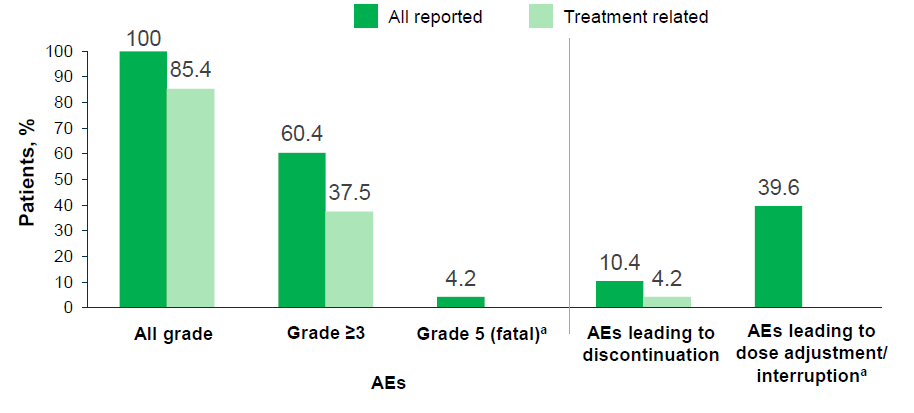 All reported
Treatment related
Patients, %
100
90
80
70
60
50
40
30
20
10
0
100
85.4
60.4
37.5
4.2
10.4
4.2
39.6
All grade
Grade ≥3
Grade 5 (fatal)ᵃ
AEs leading to
discontinuation
AEs leading to
dose adjustment/
interruptionᵃ
AEs